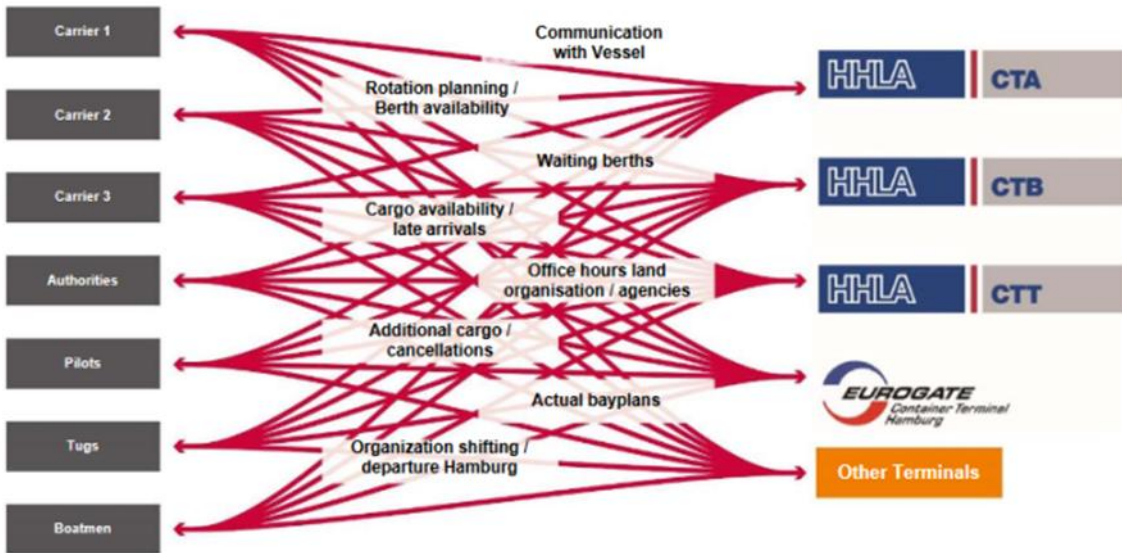 Carrier 1
Carrier 2
Carrier 3
Authorities
Pilots
Tugs
Boatmen
Communication
with Vessel
Rotation planning /
Berth availability
Waiting berths
Cargo availability /
late arrivals
Office hours land
organisation / agencies
Additional cargo /
cancellations
Actual bayplans
Organization shifting /
departure Hamburg
HHLA CTA
HHLA CTB
HHLA CTT
EUROGATE
Container Terminal
Hamburg
Other Terminals